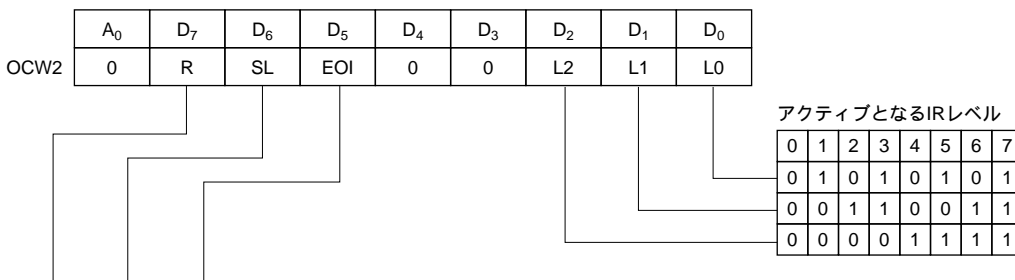 A₀ D₇ D₆ D₅ D₄ D₃ D₂ D₁ D₀
OCW2 0 R SL EOI 0 0 L2 L1 L0
アクティブとなるIRレベル
0 1 2 3 4 5 6 7
0 1 0 1 0 1 0 1
0 0 1 1 0 0 1 1
0 0 0 0 1 1 1 1